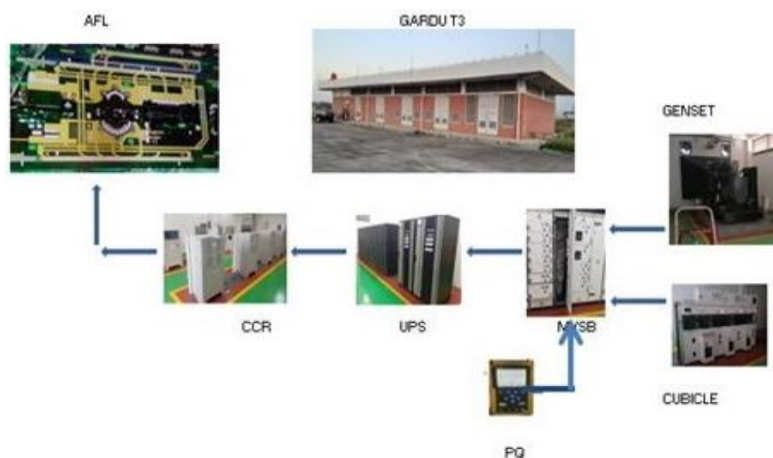 AFL
GARDU T3
GENSET
CCR
UPS
MVSB
CUBICLE
PQ